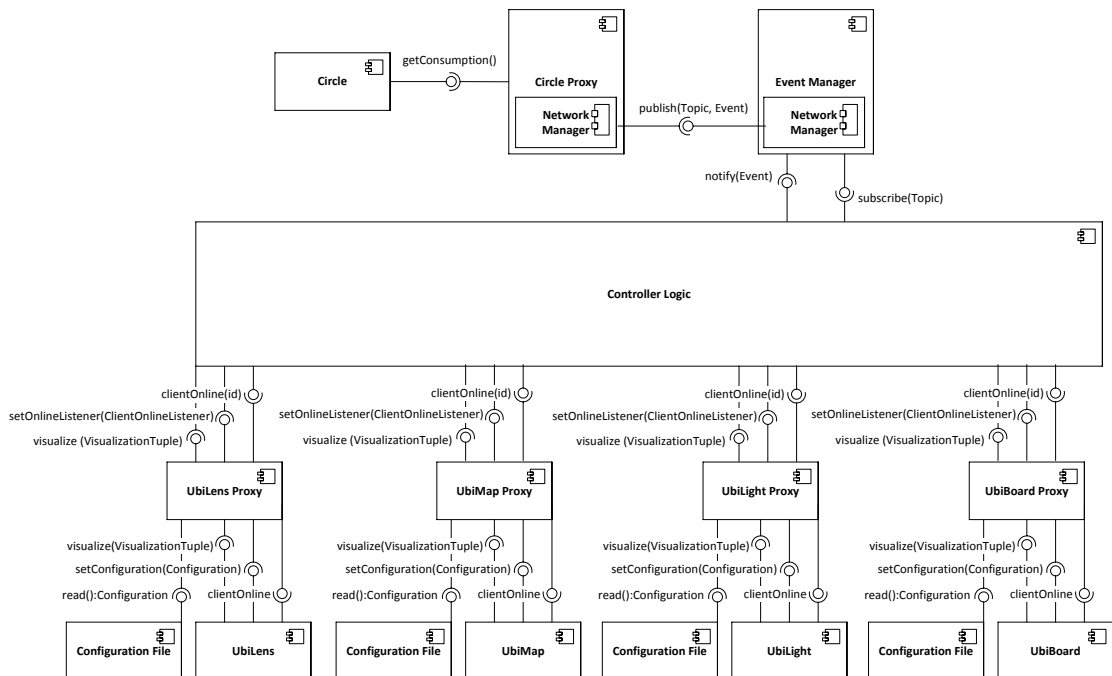 getConsumption()
Circle
Circle Proxy
Event Manager
publish(Topic, Event)
Network
Manager
Network
Manager
notify(Event)
subscribe(Topic)
Controller Logic
clientOnline(id)
clientOnline(id)
clientOnline(id)
clientOnline(id)
setOnlineListener(ClientOnlineListener)
setOnlineListener(ClientOnlineListener)
setOnlineListener(ClientOnlineListener)
setOnlineListener(ClientOnlineListener)
visualize (VisualizationTuple)
visualize (VisualizationTuple)
visualize (VisualizationTuple)
visualize (VisualizationTuple)
UbiLens Proxy
UbiMap Proxy
UbiLight Proxy
UbiBoard Proxy
visualize(VisualizationTuple)
visualize(VisualizationTuple)
visualize(VisualizationTuple)
visualize(VisualizationTuple)
setConfiguration(Configuration)
setConfiguration(Configuration)
setConfiguration(Configuration)
setConfiguration(Configuration)
read():Configuration
clientOnline
read():Configuration
clientOnline
read():Configuration
clientOnline
read():Configuration
clientOnline
Configuration File
UbiLens
Configuration File
UbiMap
Configuration File
UbiLight
Configuration File
UbiBoard